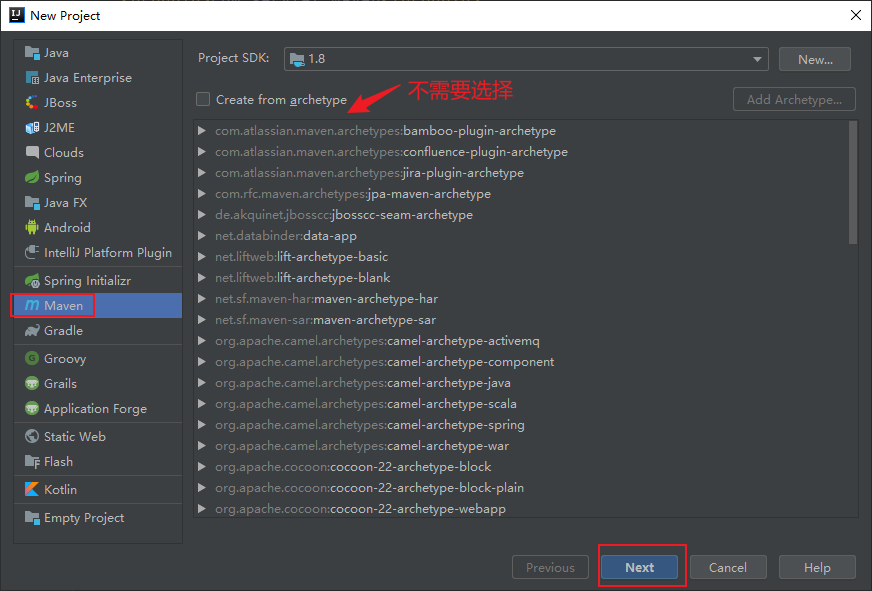 New Project
Java
Java Enterprise
JBoss
J2ME
Clouds
Spring
Java FX
Android
IntelliJ Platform Plugin
Spring Initializr
Maven
Gradle
Groovy
Grails
Application Forge
Static Web
Flash
Kotlin
Empty Project
Project SDK: 1.8 New...
Create from archetype 不需要选择 Add Archetype...
com.atlassian.maven.archetypes:bamboo-plugin-archetype
com.atlassian.maven.archetypes:confluence-plugin-archetype
com.atlassian.maven.archetypes:jira-plugin-archetype
com.rfc.maven.archetypes:jpa-maven-archetype
de.akquinet.jbosscc:jbosscc-seam-archetype
net.databinder:data-app
net.liftweb:lift-archetype-basic
net.liftweb:lift-archetype-blank
net.sf.maven-har:maven-archetype-har
net.sf.maven-sar:maven-archetype-sar
org.apache.camel.archetypes:camel-archetype-activemq
org.apache.camel.archetypes:camel-archetype-component
org.apache.camel.archetypes:camel-archetype-java
org.apache.camel.archetypes:camel-archetype-scala
org.apache.camel.archetypes:camel-archetype-spring
org.apache.camel.archetypes:camel-archetype-war
org.apache.cocoon:cocoon-22-archetype-block
org.apache.cocoon:cocoon-22-archetype-block-plain
org.apache.cocoon:cocoon-22-archetype-webapp
Previous Next Cancel Help